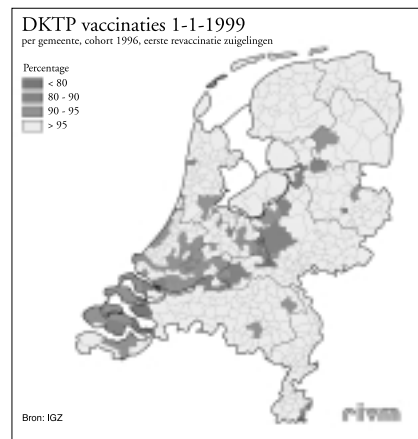 DKTP vaccinaties 1-1-1999
per gemeente, cohort 1996, eerste revaccinatie zuigelingen
Percentage
< 80
80 - 90
90 - 95
> 95
Bron: IGZ
rivm